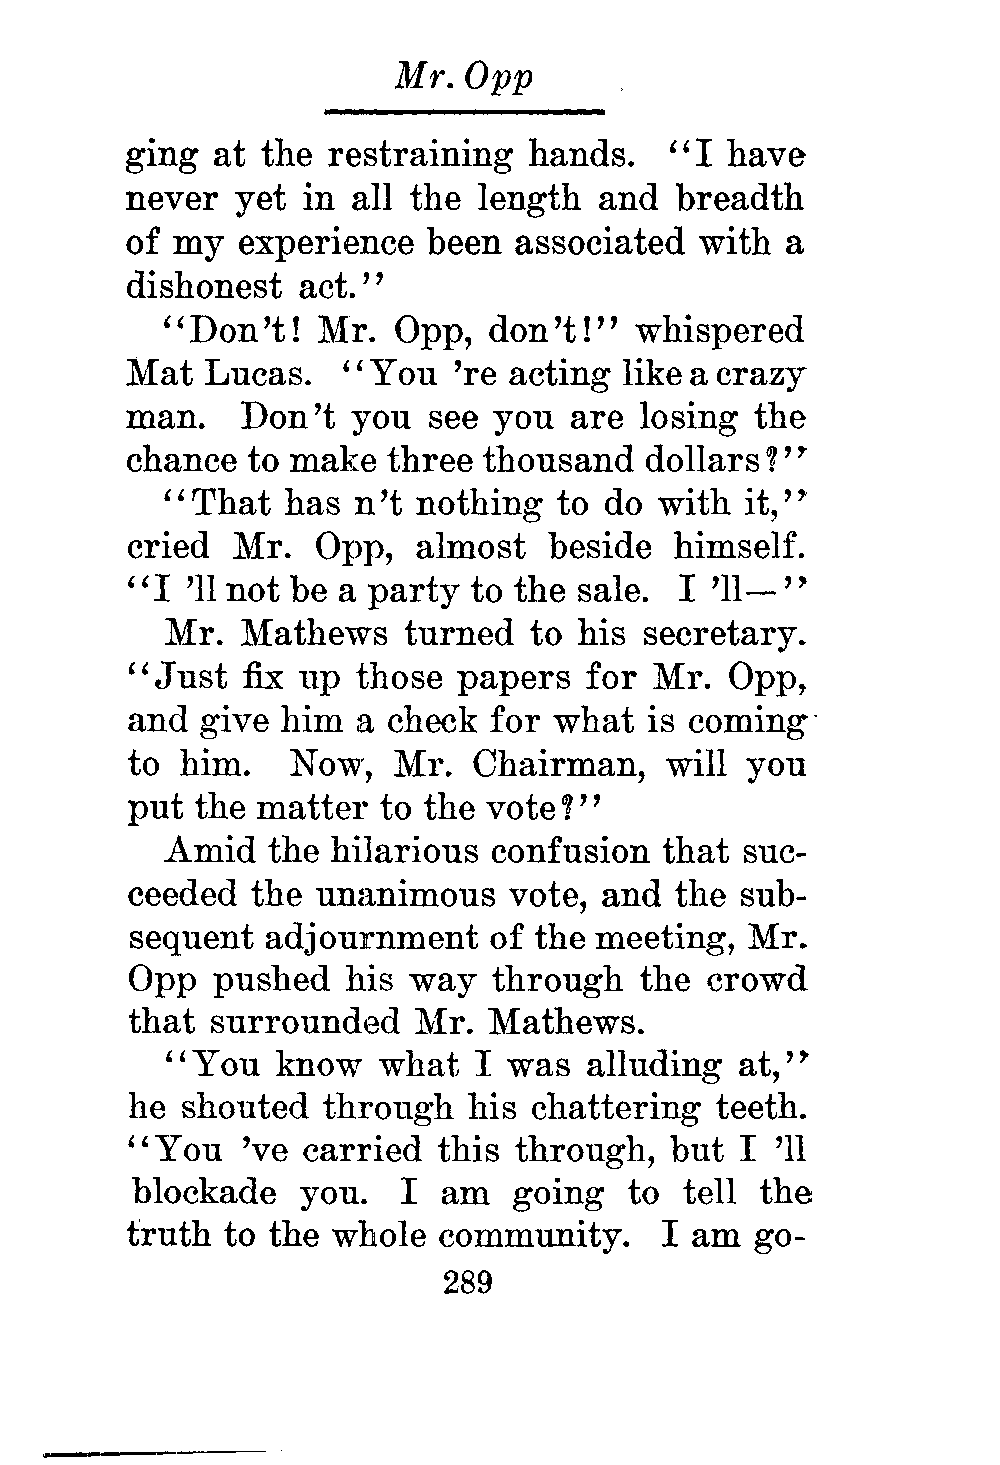 Mr. Opp
ging at the restraining hands. "I have
never yet in all the length and breadth
of my experience been associated with a
dishonest act."
"Don't! Mr. Opp, don't!" whispered
Mat Lucas. "You 're acting like a crazy
man. Don't you see you are losing the
chance to make three thousand dollars?"
"That has n't nothing to do with it,"
cried Mr. Opp, almost beside himself.
"I 'll not be a party to the sale. I 'll—"
Mr. Mathews turned to his secretary.
"Just fix up those papers for Mr. Opp,
and give him a check for what is coming
to him. Now, Mr. Chairman, will you
put the matter to the vote?"
Amid the hilarious confusion that suc-
ceeded the unanimous vote, and the sub-
sequent adjournment of the meeting, Mr.
Opp pushed his way through the crowd
that surrounded Mr. Mathews.
"You know what I was alluding at,"
he shouted through his chattering teeth.
"You 've carried this through, but I 'll
blockade you. I am going to tell the
truth to the whole community. I am go-
289